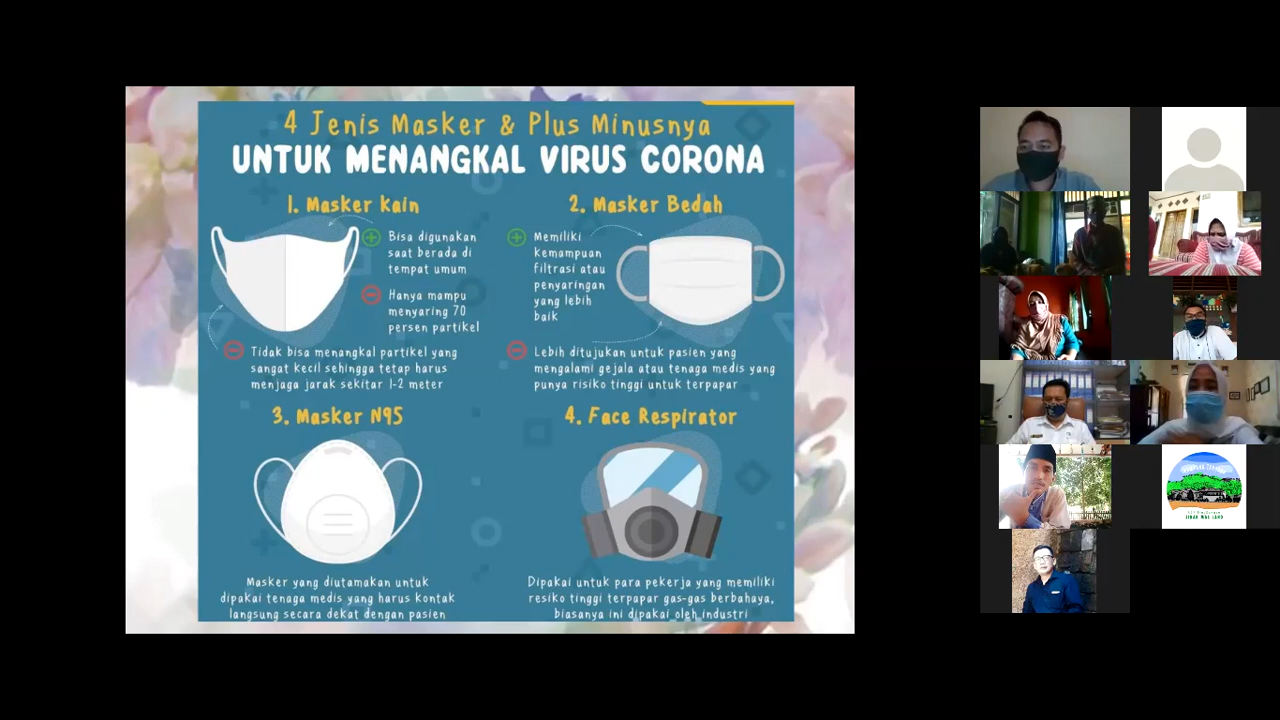 4 Jenis Masker & Plus Minusnya
UNTUK MENANGKAL VIRUS CORONA
1. Masker Kain
Bisa digunakan
saat berada di
tempat umum
Hanya mampu
menyaring 70
persen partikel
Tidak bisa menangkal partikel yang
sangat kecil sehingga tetap harus
menjaga jarak sekitar 1-2 meter
2. Masker Bedah
Memiliki
kemampuan
filtrasi atau
penyaringan
yang lebih
baik
Lebih ditujukan untuk pasien yang
mengalami gejala atau tenaga medis yang
punya risiko tinggi untuk terpapar
3. Masker N95
Masker yang diutamakan untuk
dipakai tenaga medis yang harus kontak
langsung secara dekat dengan pasien
4. Face Respirator
Dipakai untuk para pekerja yang memiliki
resiko tinggi terpapar gas-gas berbahaya,
biasanya ini dipakai oleh industri